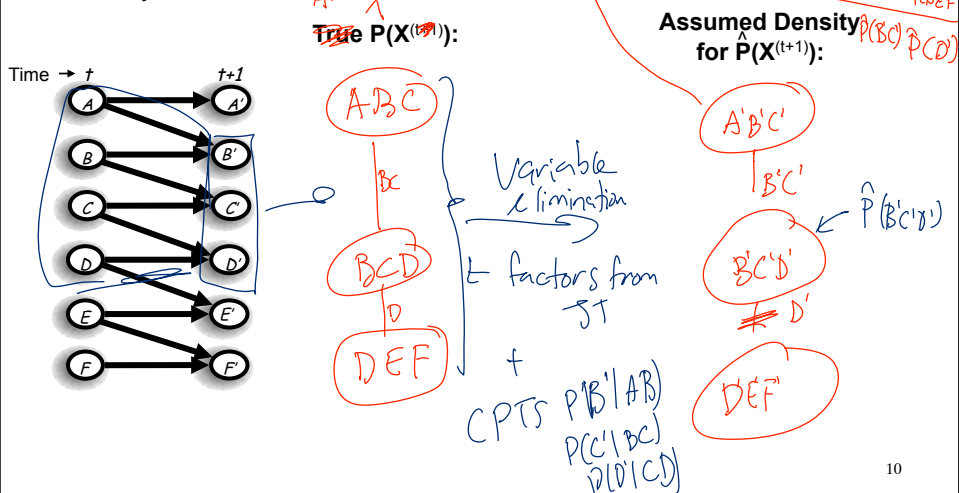 True P(X⁽ᵗ⁺¹⁾):
Assumed Density
for P̂(X⁽ᵗ⁺¹⁾):
P̂(BC) P̂(D')
Time → t
t+1
A
A'
B
B'
C
C'
D
D'
E
E'
F
F'
ABC
BC
BCD
D
DEF
Variable
elimination
factors from
JT
+
CPTS P(B'|AB)
P(C'|BC)
P(D'|CD)
A'B'C'
B'C'
B'C'D'
D'
D'E'F'
P̂(B'C'D')
10